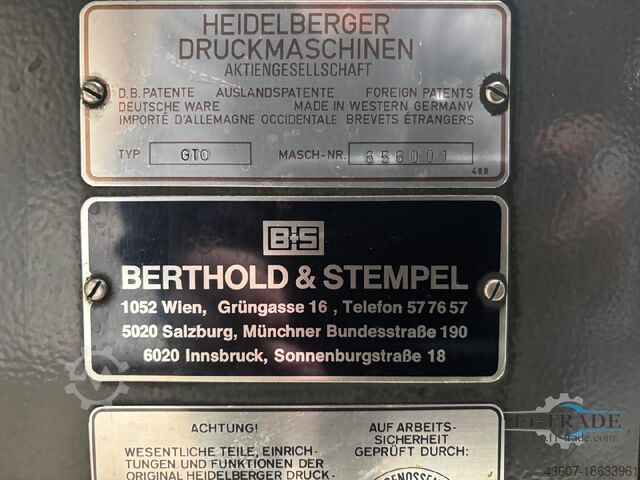 HEIDELBERGER
DRUCKMASCHINEN
AKTIENGESELLSCHAFT
D.B. PATENTE AUSLANDSPATENTE FOREIGN PATENTS
DEUTSCHE WARE MADE IN WESTERN GERMANY
IMPORTÉ D'ALLEMAGNE OCCIDENTALE BREVETS ÉTRANGERS
TYP GTO MASCH-NR. 656001
488
B+S
BERTHOLD & STEMPEL
1052 Wien, Grüngasse 16 , Telefon 57 76 57
5020 Salzburg, Münchner Bundesstraße 190
6020 Innsbruck, Sonnenburgstraße 18
ACHTUNG!
WESENTLICHE TEILE, EINRICH-
TUNGEN UND FUNKTIONEN DER
ORIGINAL HEIDELBERGER DRUCK-
AUF ARBEITS-
SICHERHEIT
GEPRÜFT DURCH:
FT-TRADE
43607-18633961